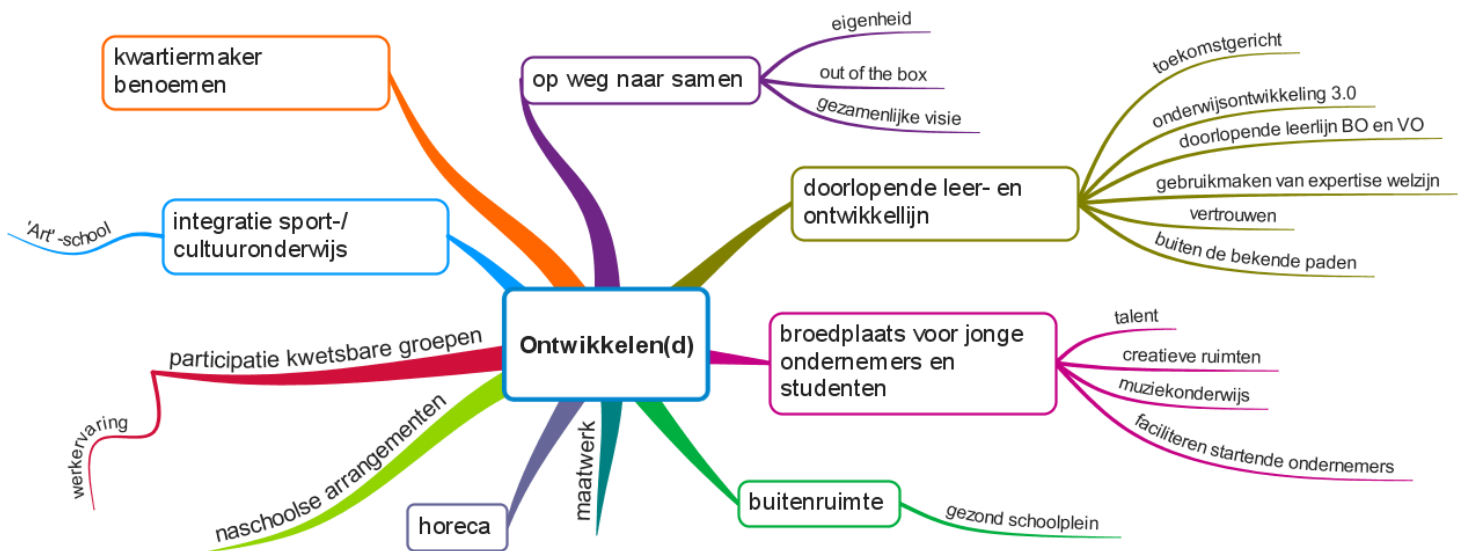 kwartiermaker
benoemen
op weg naar samen
eigenheid
out of the box
gezamenlijke visie
doorlopende leer- en
ontwikkellijn
toekomstgericht
onderwijsontwikkeling 3.0
doorlopende leerlijn BO en VO
gebruikmaken van expertise welzijn
vertrouwen
buiten de bekende paden
integratie sport-/
cultuuronderwijs
'Art'-school
Ontwikkelen(d)
broedplaats voor jonge
ondernemers en
studenten
talent
creatieve ruimten
muziekonderwijs
faciliteren startende ondernemers
participatie kwetsbare groepen
werkervaring
naschoolse arrangementen
horeca
maatwerk
buitenruimte
gezond schoolplein